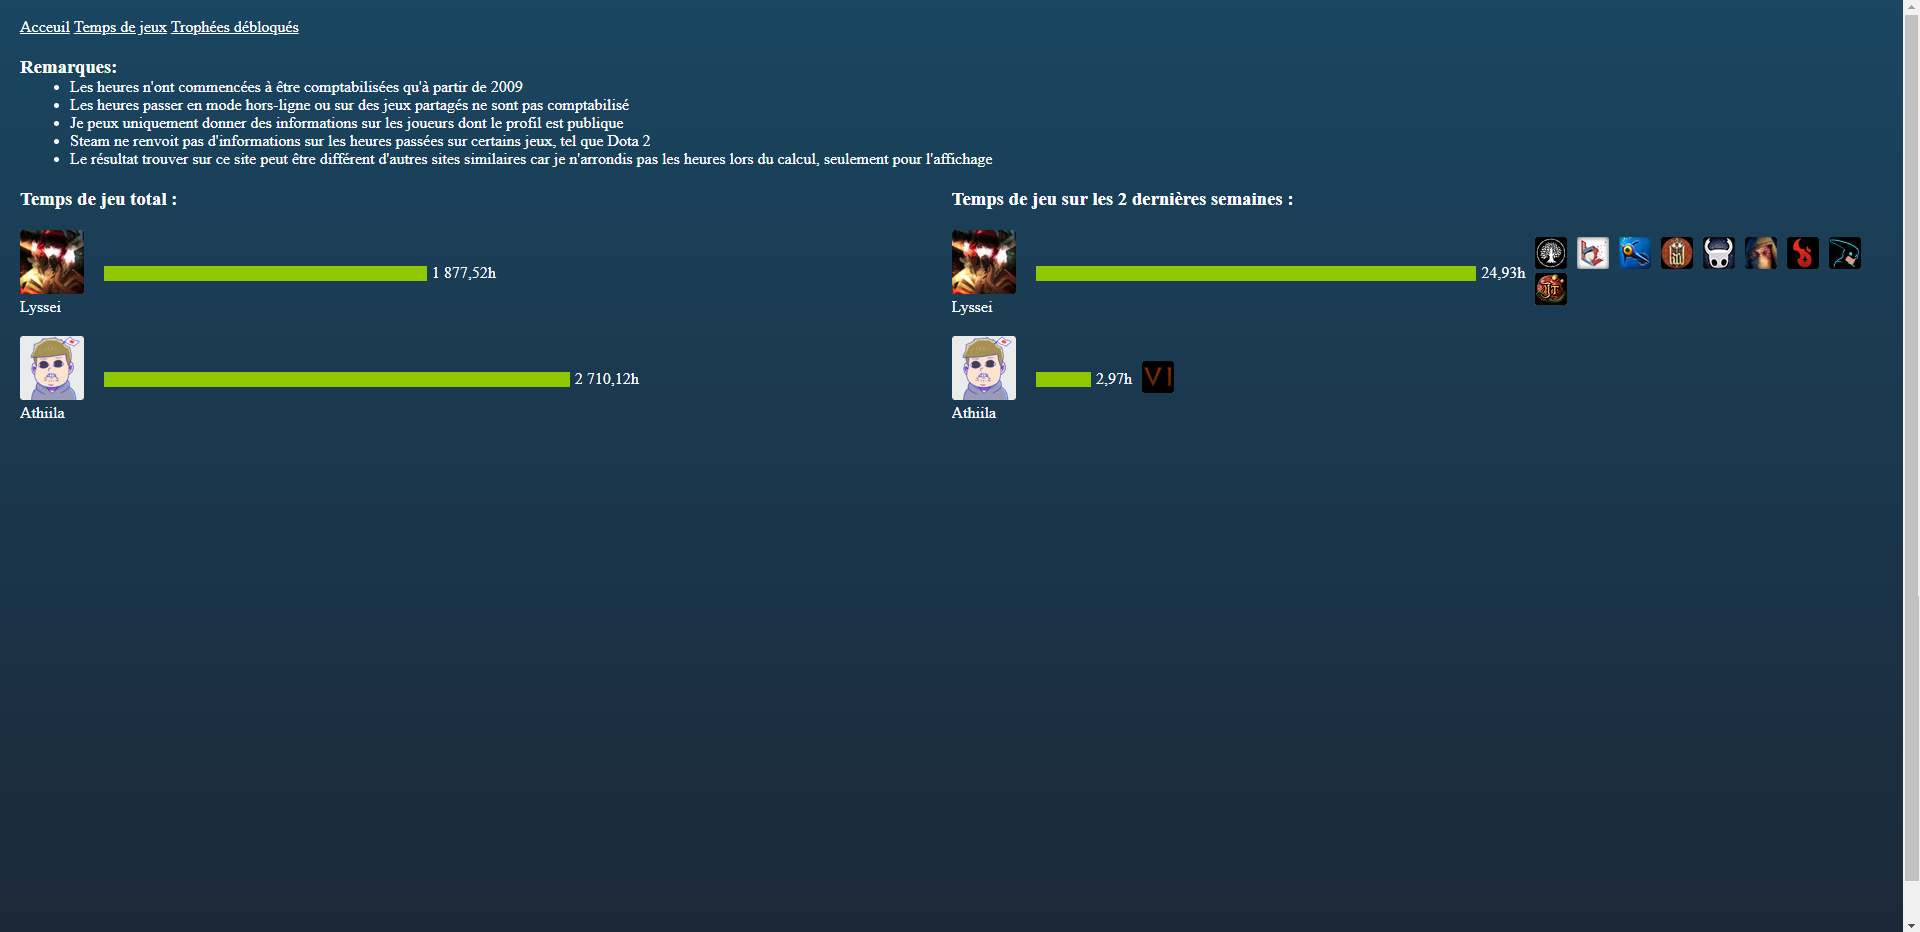 Acceuil Temps de jeux Trophées débloqués
Remarques:
Les heures n'ont commencées à être comptabilisées qu'à partir de 2009
Les heures passer en mode hors-ligne ou sur des jeux partagés ne sont pas comptabilisé
Je peux uniquement donner des informations sur les joueurs dont le profil est publique
Steam ne renvoit pas d'informations sur les heures passées sur certains jeux, tel que Dota 2
Le résultat trouver sur ce site peut être différent d'autres sites similaires car je n'arrondis pas les heures lors du calcul, seulement pour l'affichage
Temps de jeu total :
1 877,52h
Lyssei
2 710,12h
Athiila
Temps de jeu sur les 2 dernières semaines :
24,93h
JT
Lyssei
2,97h
VI
Athiila